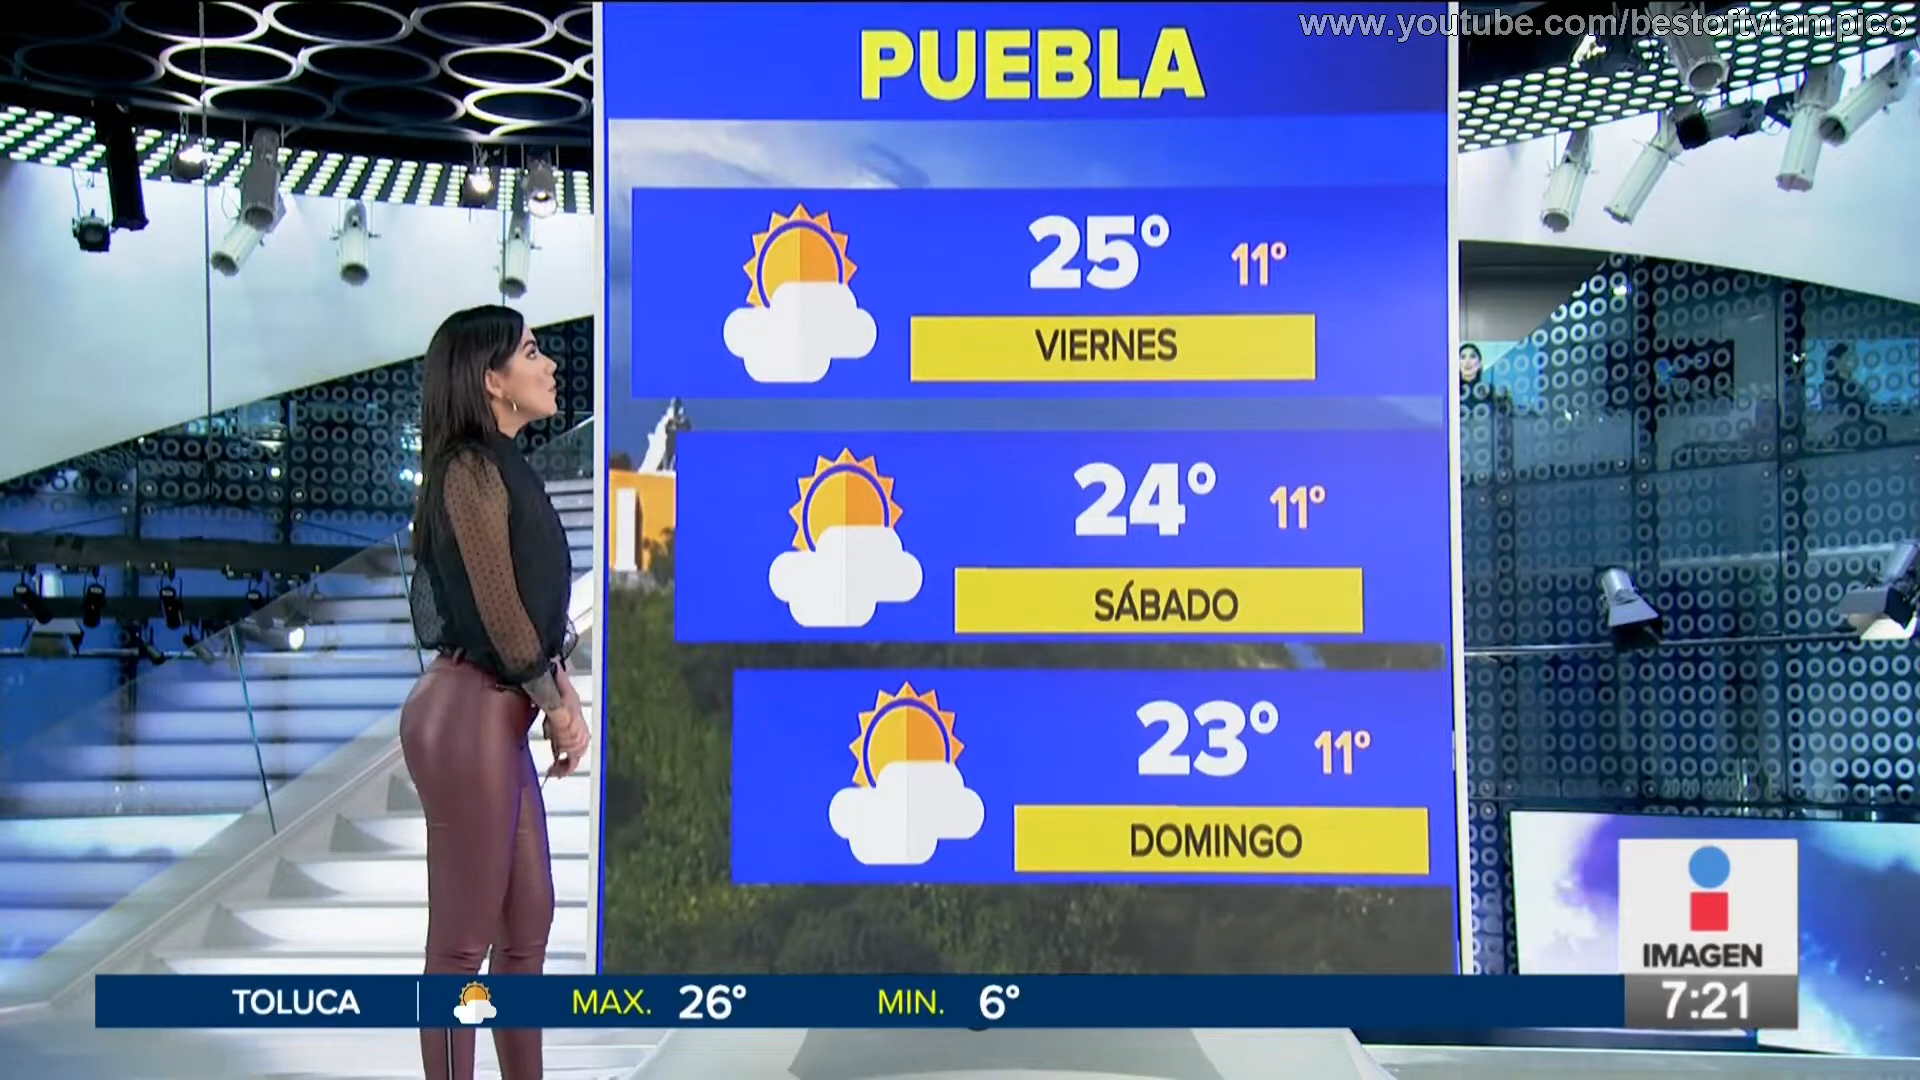 www.youtube.com/bestoftvtampico
PUEBLA
25° 11°
VIERNES
24° 11°
SÁBADO
23° 11°
DOMINGO
IMAGEN
7:21
TOLUCA MAX. 26° MIN. 6°